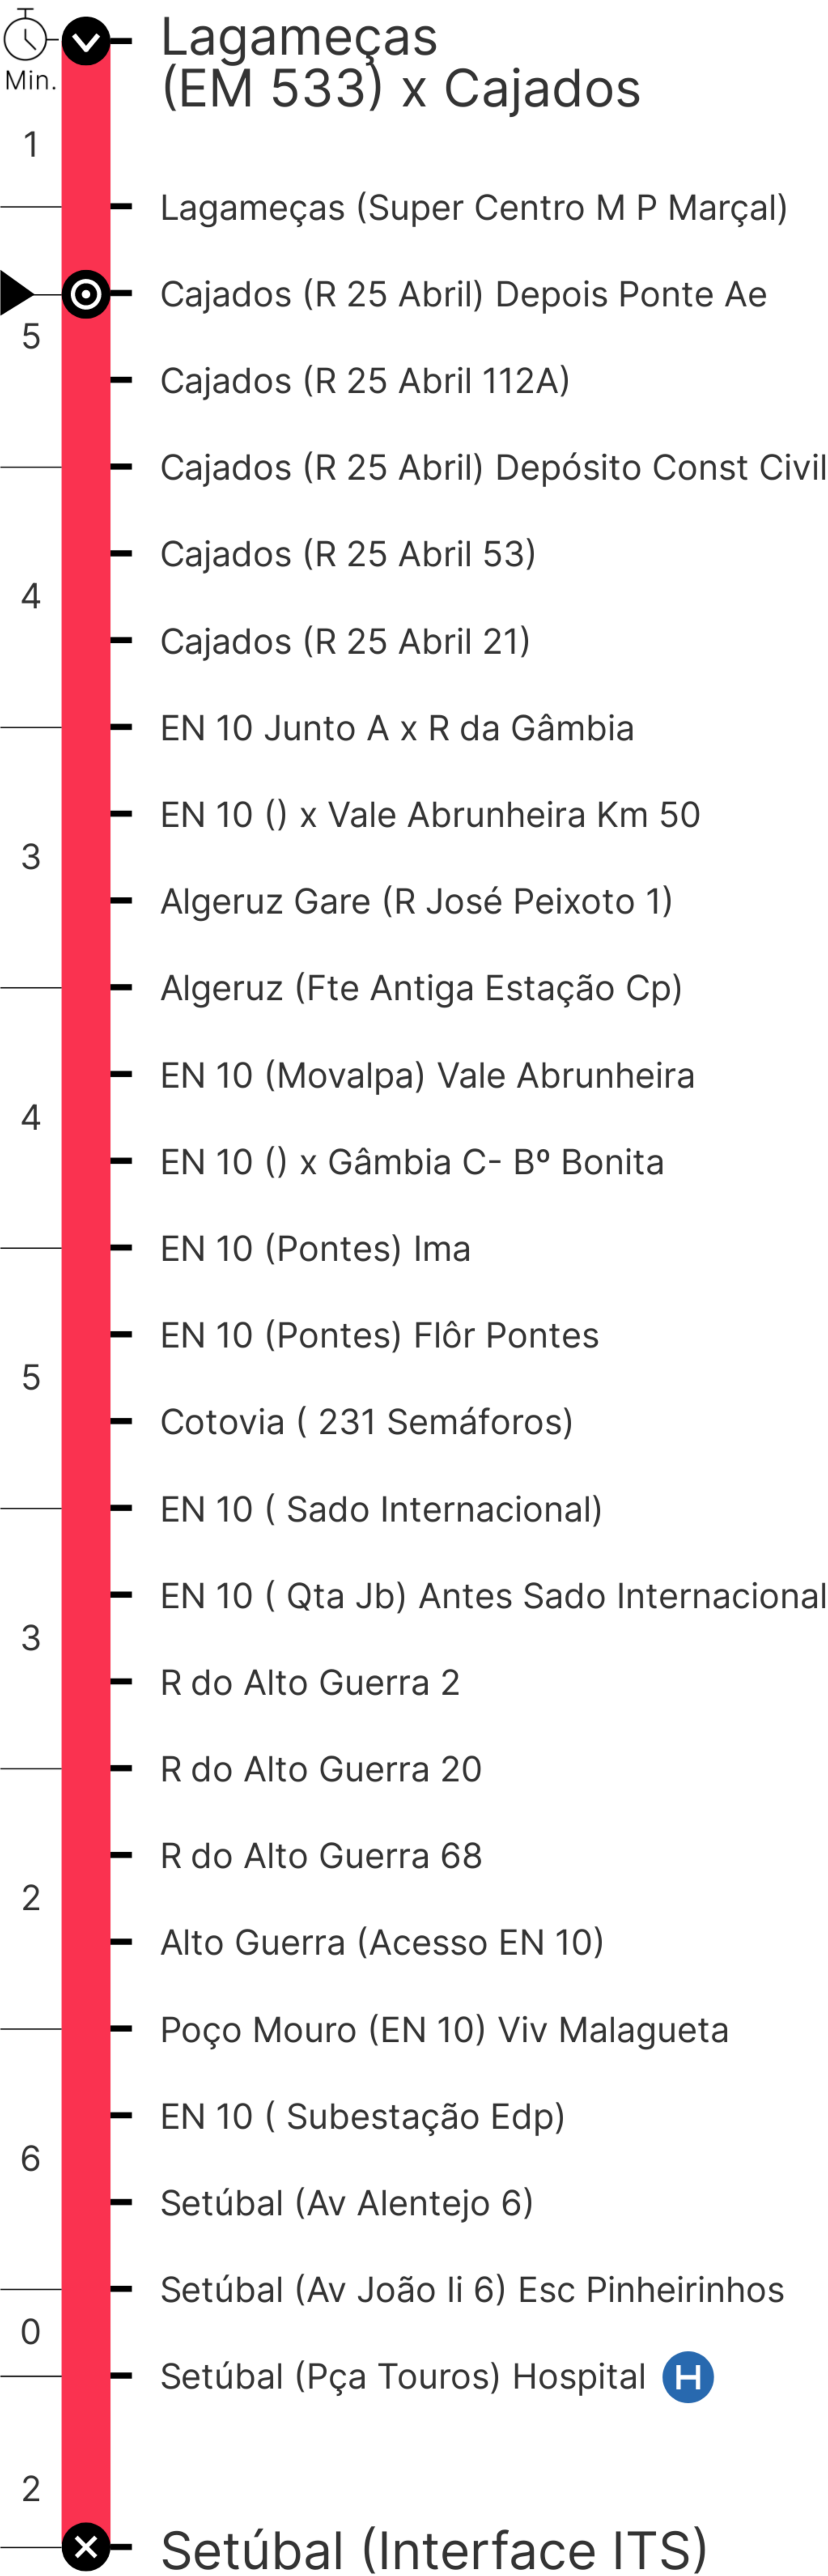 Min.
Lagameças
(EM 533) x Cajados
1
Lagameças (Super Centro M P Marçal)
Cajados (R 25 Abril) Depois Ponte Ae
5
Cajados (R 25 Abril 112A)
Cajados (R 25 Abril) Depósito Const Civil
Cajados (R 25 Abril 53)
4
Cajados (R 25 Abril 21)
EN 10 Junto A x R da Gâmbia
EN 10 () x Vale Abrunheira Km 50
3
Algeruz Gare (R José Peixoto 1)
Algeruz (Fte Antiga Estação Cp)
EN 10 (Movalpa) Vale Abrunheira
4
EN 10 () x Gâmbia C- Bº Bonita
EN 10 (Pontes) Ima
EN 10 (Pontes) Flôr Pontes
5
Cotovia ( 231 Semáforos)
EN 10 ( Sado Internacional)
EN 10 ( Qta Jb) Antes Sado Internacional
3
R do Alto Guerra 2
R do Alto Guerra 20
R do Alto Guerra 68
2
Alto Guerra (Acesso EN 10)
Poço Mouro (EN 10) Viv Malagueta
EN 10 ( Subestação Edp)
6
Setúbal (Av Alentejo 6)
Setúbal (Av João Ii 6) Esc Pinheirinhos
0
Setúbal (Pça Touros) Hospital H
2
Setúbal (Interface ITS)